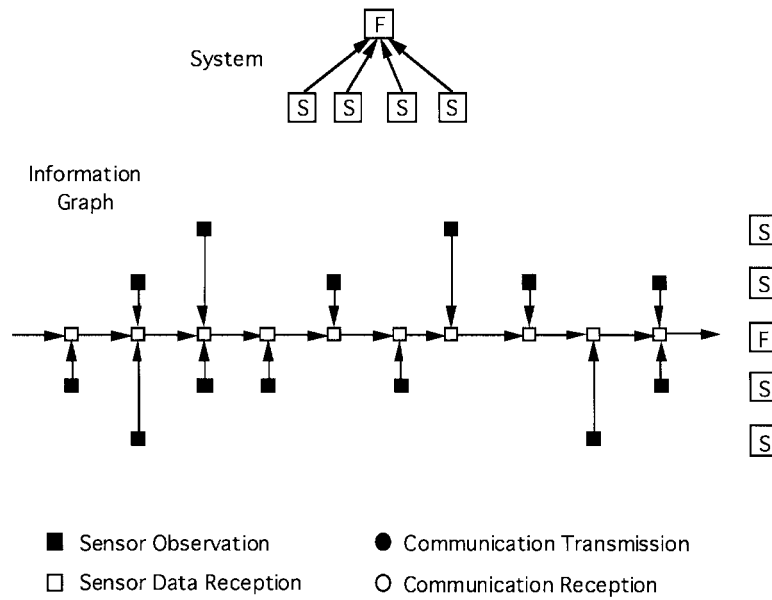 F
System
S S S S
Information
Graph
S
S
F
S
S
Sensor Observation
Communication Transmission
Sensor Data Reception
Communication Reception